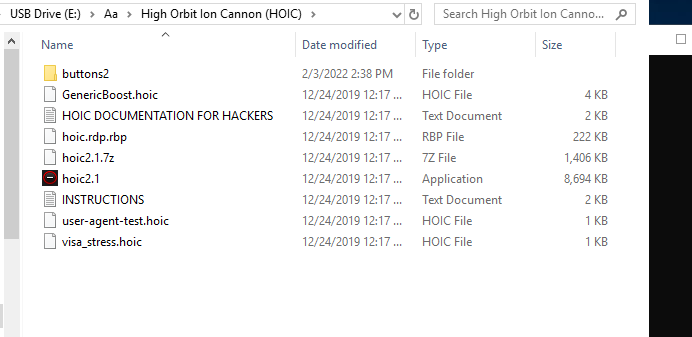 USB Drive (E:) > Aa > High Orbit Ion Cannon (HOIC) > Search High Orbit Ion Canno...
Name Date modified Type Size
buttons2 2/3/2022 2:38 PM File folder
GenericBoost.hoic 12/24/2019 12:17 ... HOIC File 4 KB
HOIC DOCUMENTATION FOR HACKERS 12/24/2019 12:17 ... Text Document 2 KB
hoic.rdp.rbp 12/24/2019 12:17 ... RBP File 222 KB
hoic2.1.7z 12/24/2019 12:17 ... 7Z File 1,406 KB
hoic2.1 12/24/2019 12:17 ... Application 8,694 KB
INSTRUCTIONS 12/24/2019 12:17 ... Text Document 2 KB
user-agent-test.hoic 12/24/2019 12:17 ... HOIC File 1 KB
visa_stress.hoic 12/24/2019 12:17 ... HOIC File 1 KB